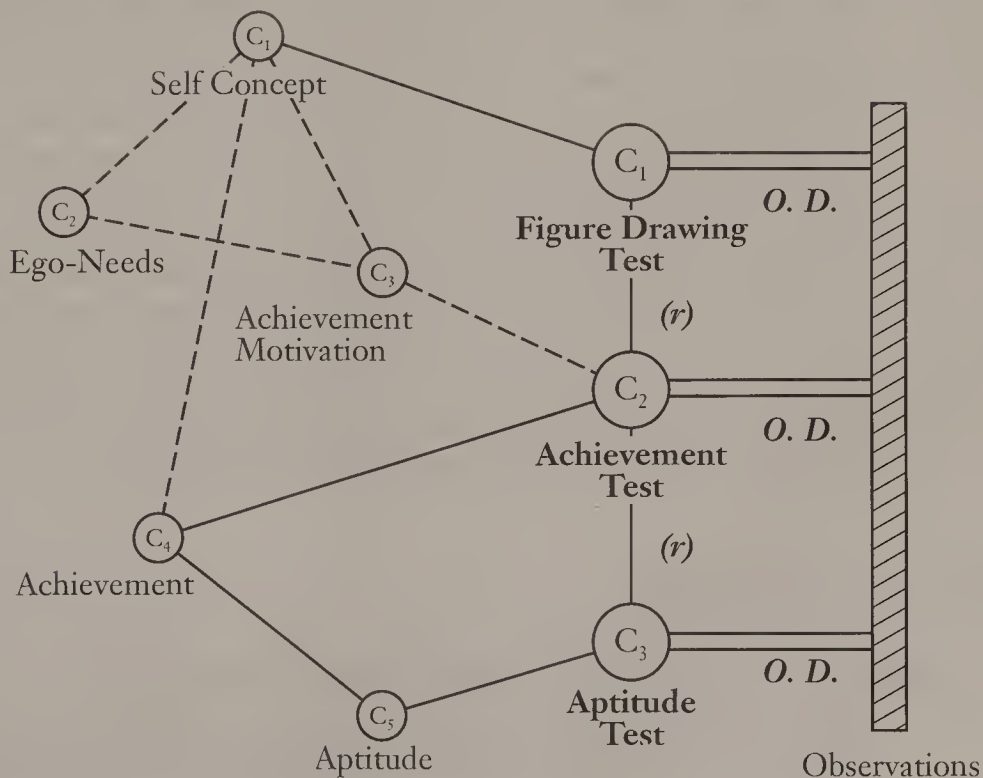 C₁
Self Concept
C₂
Ego-Needs
C₃
Achievement
Motivation
C₄
Achievement
C₅
Aptitude
C₁
Figure Drawing
Test
(r)
C₂
Achievement
Test
(r)
C₃
Aptitude
Test
O. D.
O. D.
O. D.
Observations